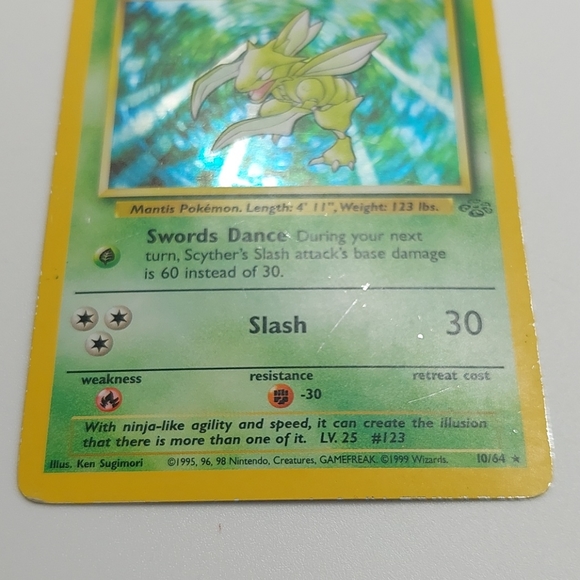 Mantis Pokémon. Length: 4' 11", Weight: 123 lbs.
Swords Dance During your next
turn, Scyther's Slash attack's base damage
is 60 instead of 30.
Slash 30
weakness resistance retreat cost
-30
With ninja-like agility and speed, it can create the illusion
that there is more than one of it. LV. 25 #123
Illus. Ken Sugimori ©1995, 96, 98 Nintendo, Creatures, GAMEFREAK. ©1999 Wizards. 10/64 ★